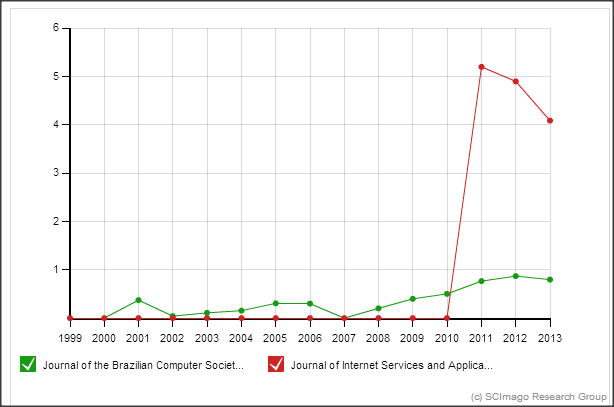 6
5
4
3
2
1
1999 2000 2001 2002 2003 2004 2005 2006 2007 2008 2009 2010 2011 2012 2013
Journal of the Brazilian Computer Societ... Journal of Internet Services and Applica...
(c) SCImago Research Group